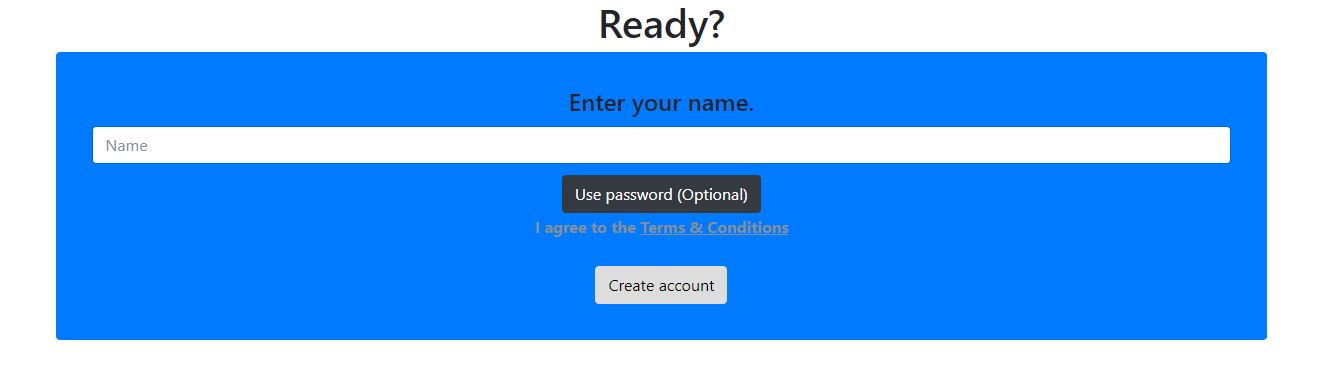 Ready?
Enter your name.
Name
Use password (Optional)
I agree to the Terms & Conditions
Create account